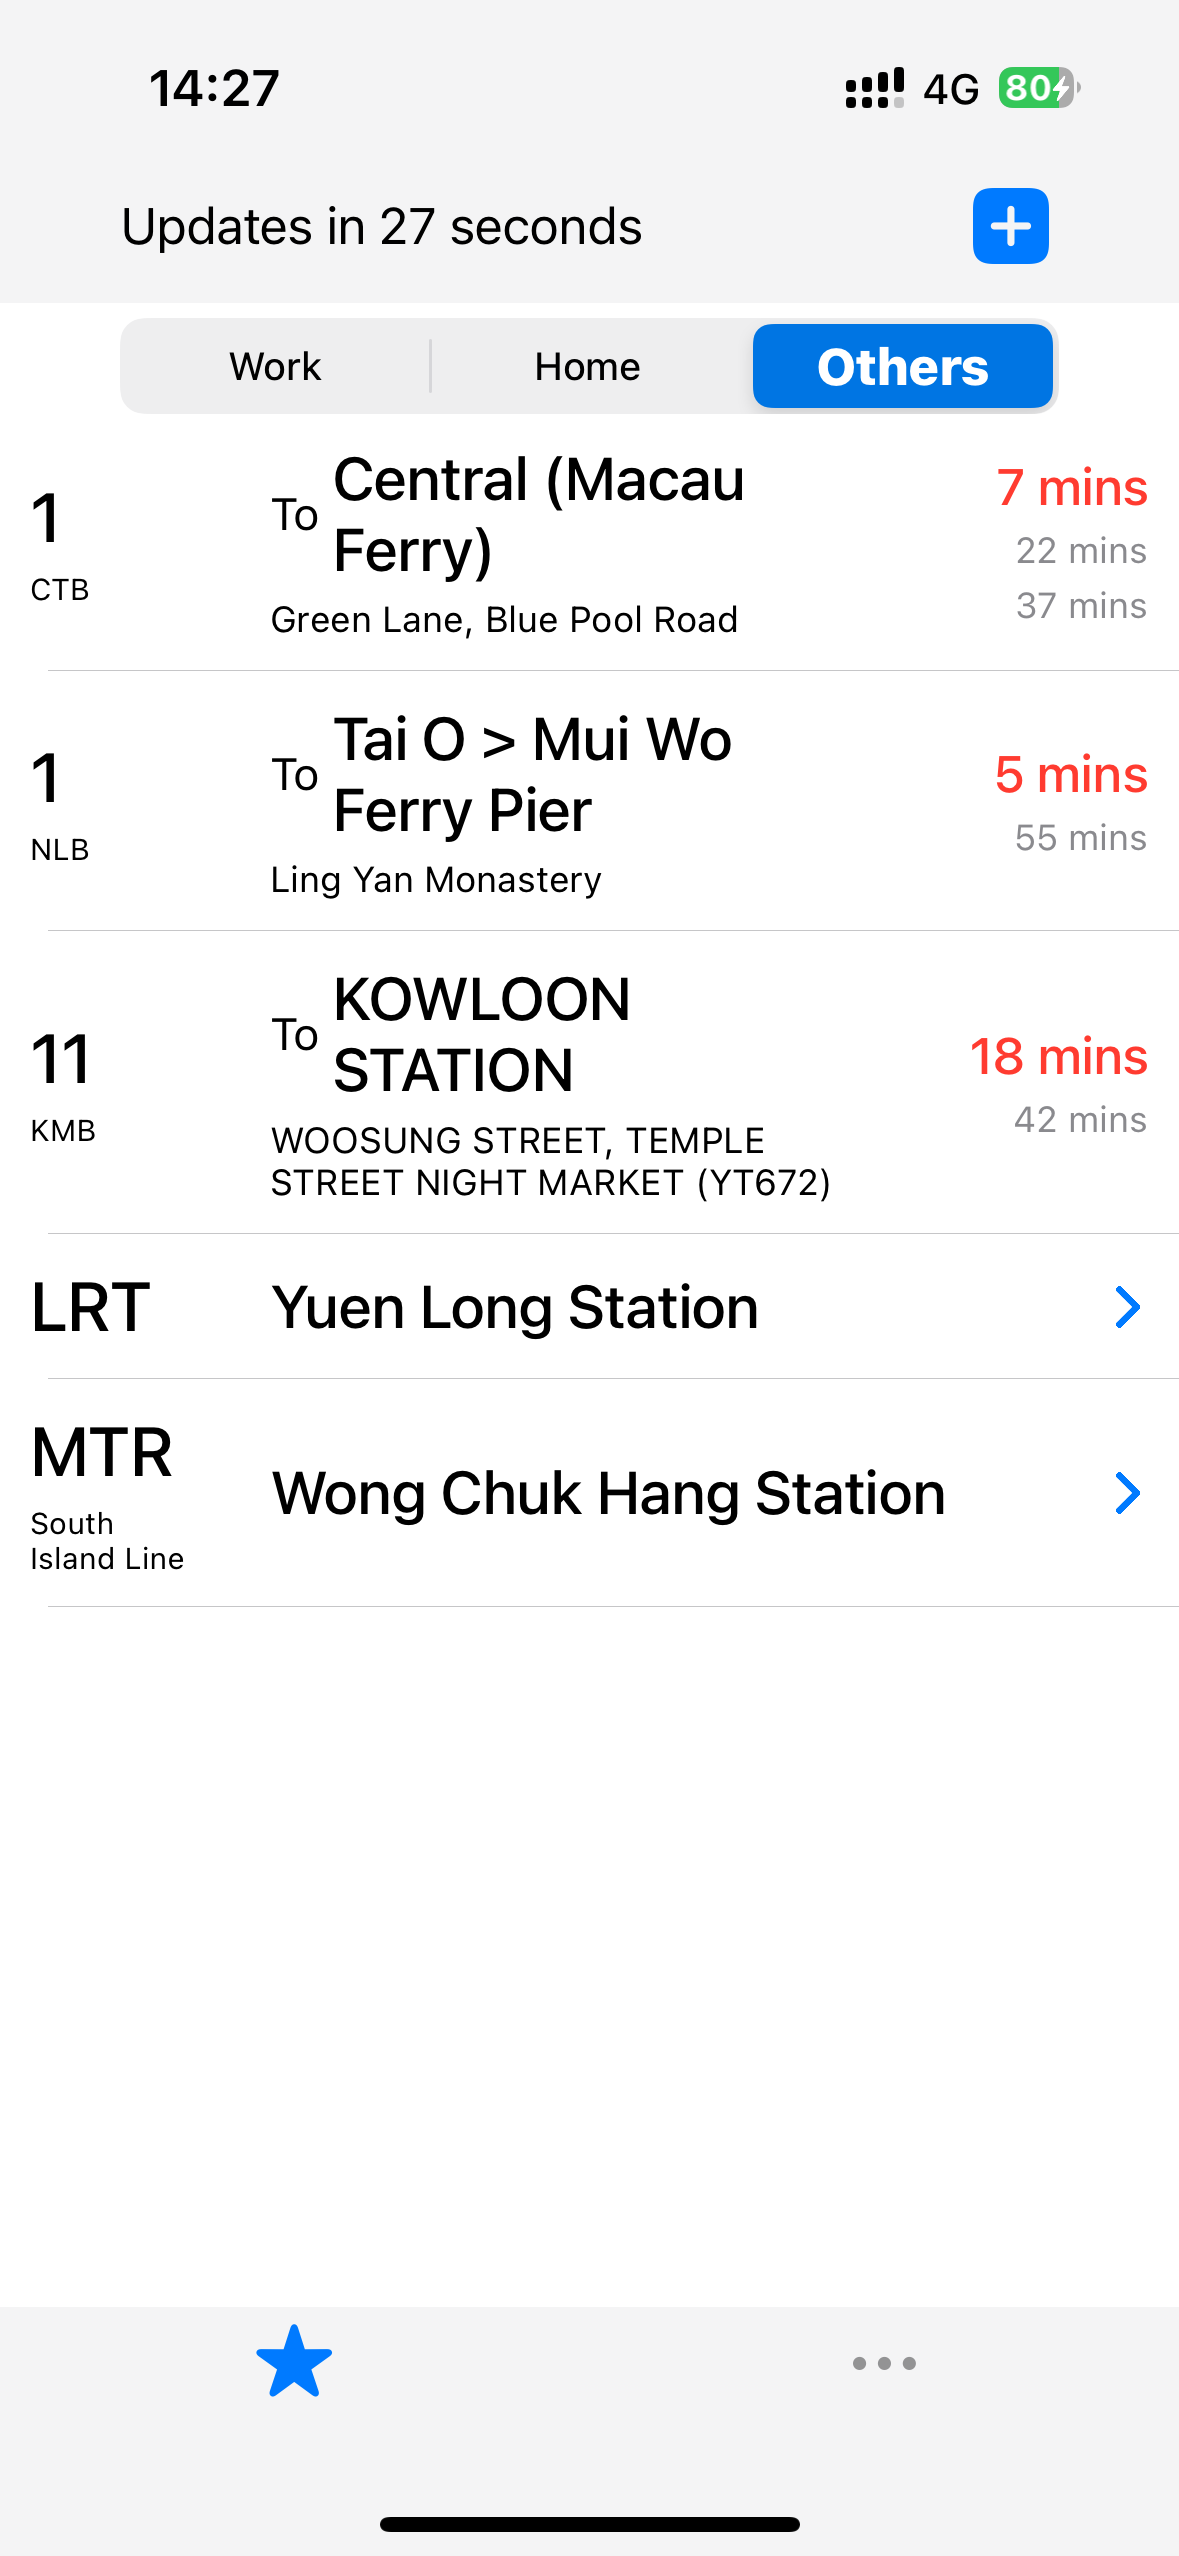 14:27
4G
80
Updates in 27 seconds
Work
Home
Others
1
CTB
To
Central (Macau
Ferry)
Green Lane, Blue Pool Road
7 mins
22 mins
37 mins
1
NLB
To
Tai O > Mui Wo
Ferry Pier
Ling Yan Monastery
5 mins
55 mins
11
KMB
To
KOWLOON
STATION
WOOSUNG STREET, TEMPLE
STREET NIGHT MARKET (YT672)
18 mins
42 mins
LRT
Yuen Long Station
MTR
South
Island Line
Wong Chuk Hang Station